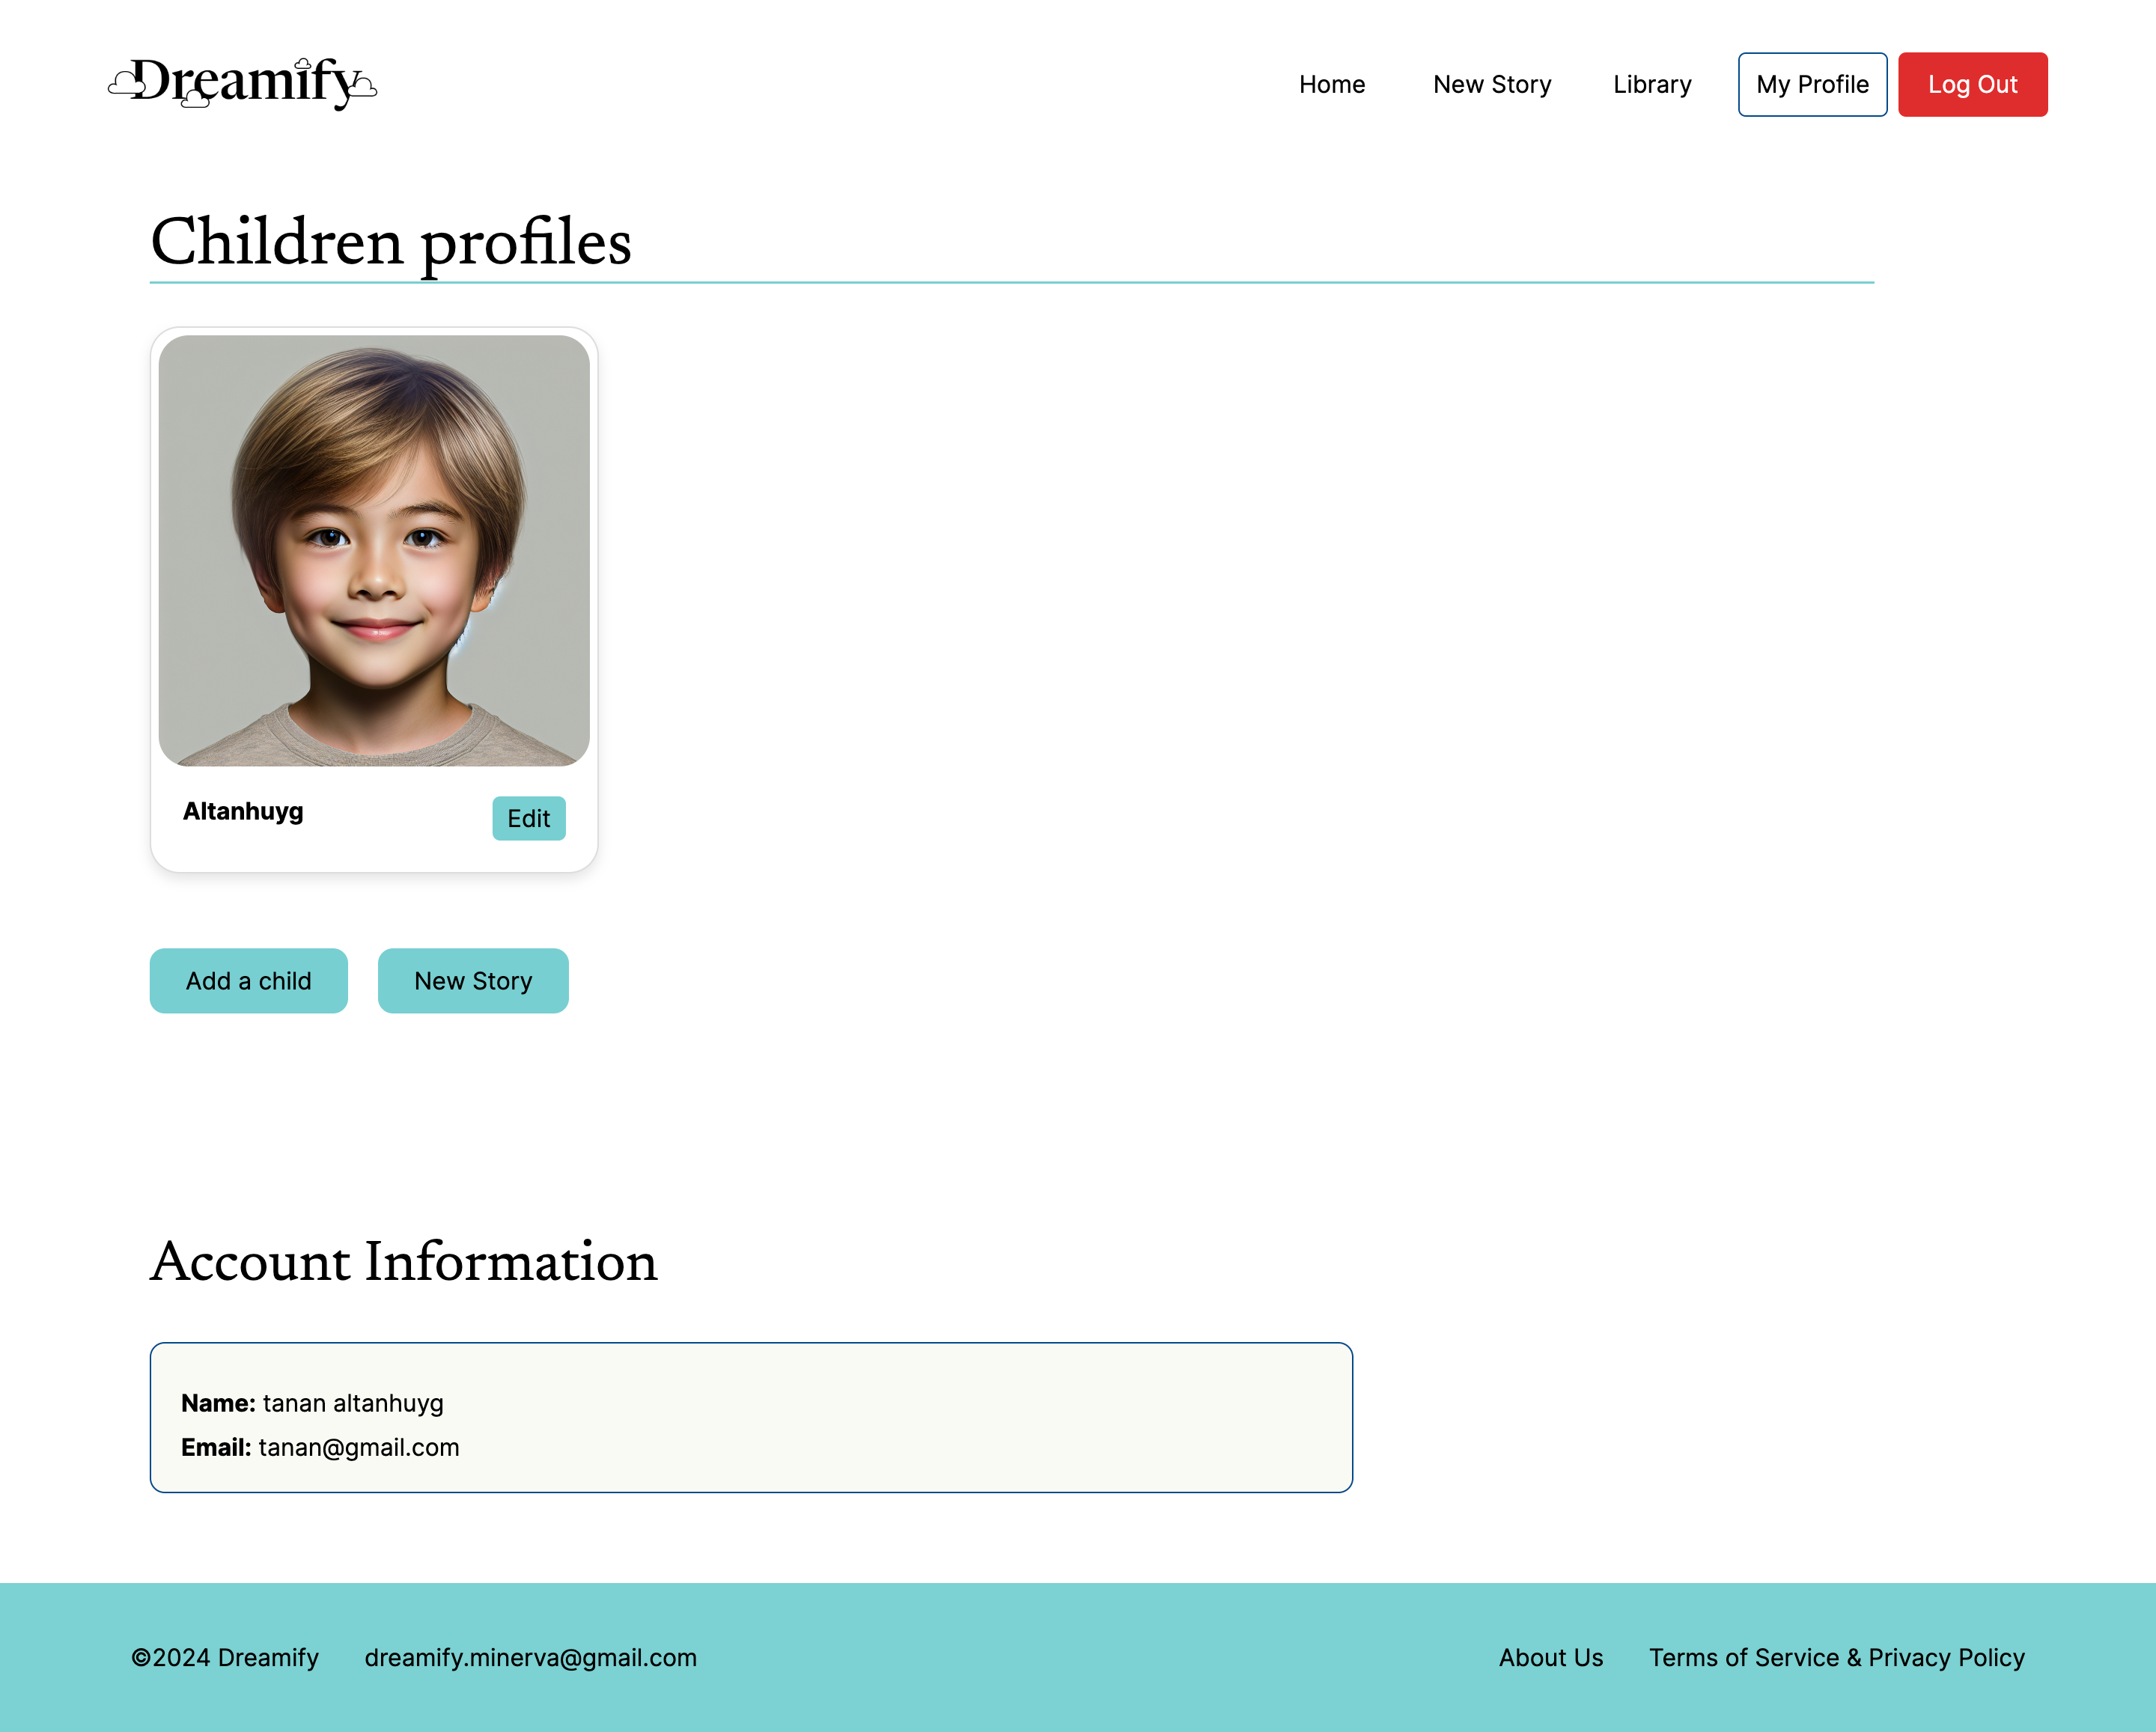 Dreamify
Home New Story Library My Profile Log Out
Children profiles
Altanhuyg
Edit
Add a child New Story
Account Information
Name: tanan altanhuyg
Email: tanan@gmail.com
©2024 Dreamify dreamify.minerva@gmail.com About Us Terms of Service & Privacy Policy